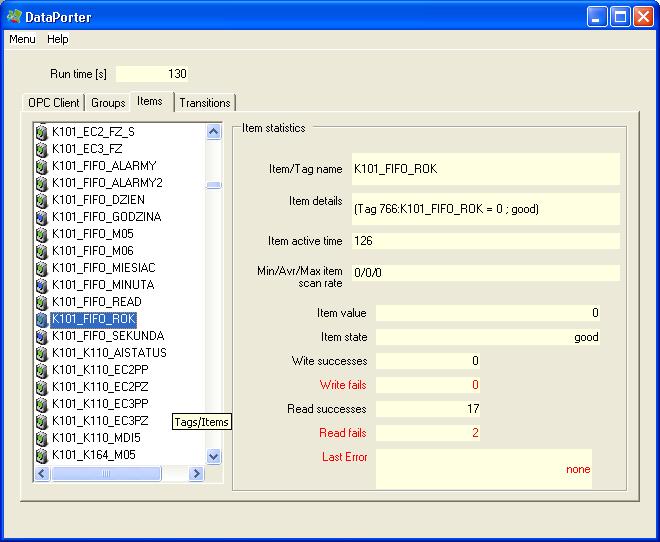 DataPorter
Menu Help
Run time [s] 130
OPC Client Groups Items Transitions
K101_EC2_FZ_S
K101_EC3_FZ
K101_FIFO_ALARMY
K101_FIFO_ALARMY2
K101_FIFO_DZIEN
K101_FIFO_GODZINA
K101_FIFO_M05
K101_FIFO_M06
K101_FIFO_MIESIAC
K101_FIFO_MINUTA
K101_FIFO_READ
K101_FIFO_ROK
K101_FIFO_SEKUNDA
K101_K110_AISTATUS
K101_K110_EC2PP
K101_K110_EC2PZ
K101_K110_EC3PP
K101_K110_EC3PZ
K101_K110_MDI5
K101_K164_M05
Tags/Items
Item statistics
Item/Tag name K101_FIFO_ROK
Item details (Tag 766:K101_FIFO_ROK = 0 ; good)
Item active time 126
Min/Avr/Max item
scan rate 0/0/0
Item value 0
Item state good
Wite successes 0
Write fails 0
Read successes 17
Read fails 2
Last Error none